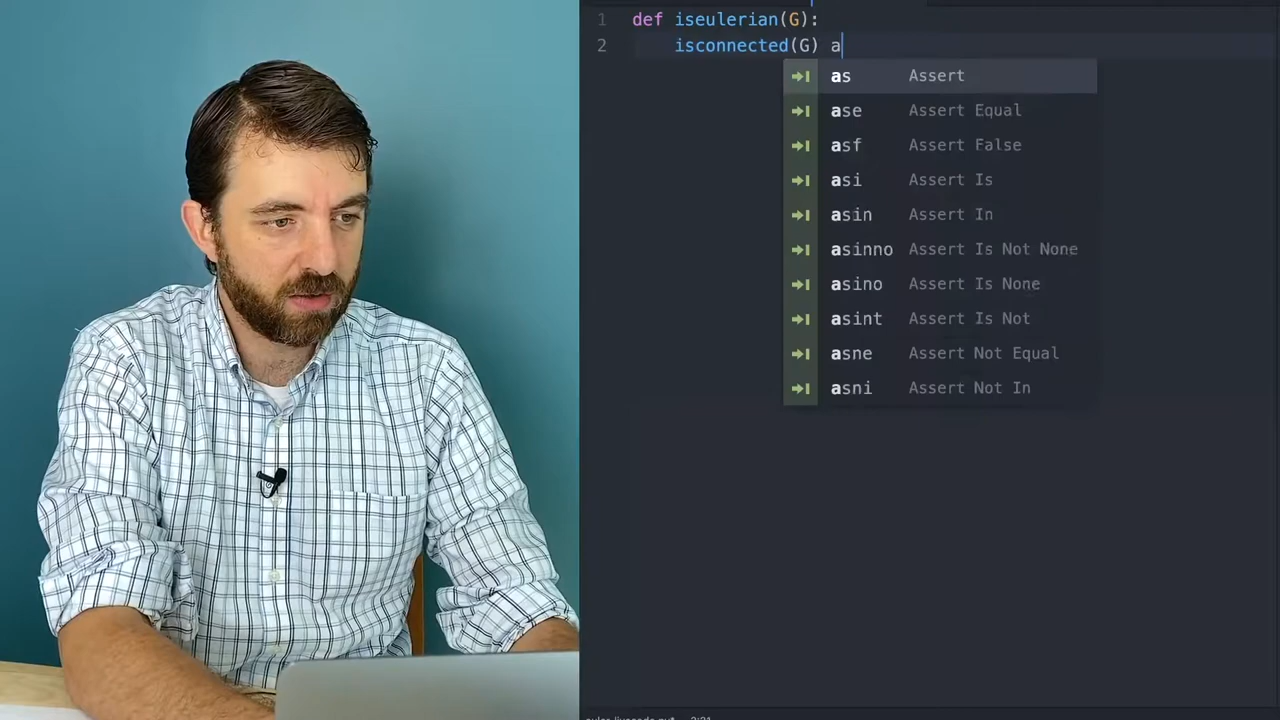 1 def iseulerian(G):
2 isconnected(G) a
as Assert
ase Assert Equal
asf Assert False
asi Assert Is
asin Assert In
asinno Assert Is Not None
asino Assert Is None
asint Assert Is Not
asne Assert Not Equal
asni Assert Not In